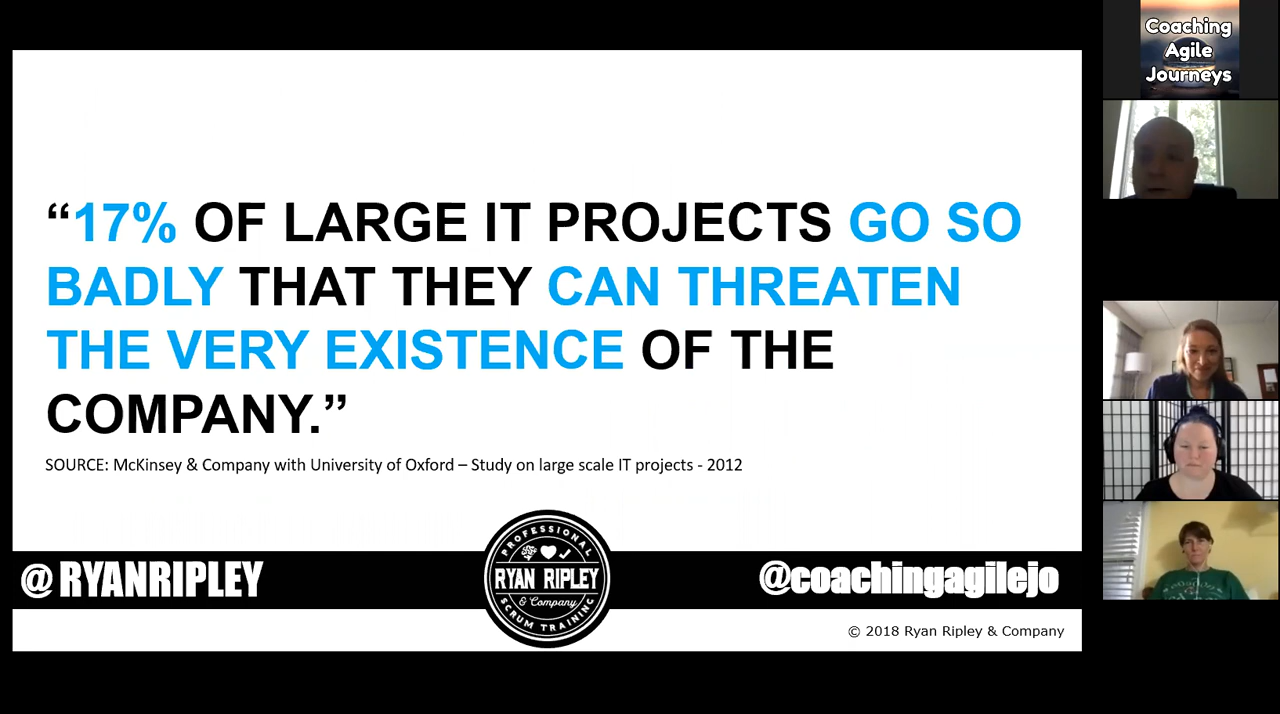 “17% OF LARGE IT PROJECTS GO SO
BADLY THAT THEY CAN THREATEN
THE VERY EXISTENCE OF THE
COMPANY.”
SOURCE: McKinsey & Company with University of Oxford – Study on large scale IT projects - 2012
@RYANRIPLEY
PROFESSIONAL
RYAN RIPLEY
& Company
SCRUM TRAINING
@coachingagilejo
© 2018 Ryan Ripley & Company
Coaching
Agile
Journeys